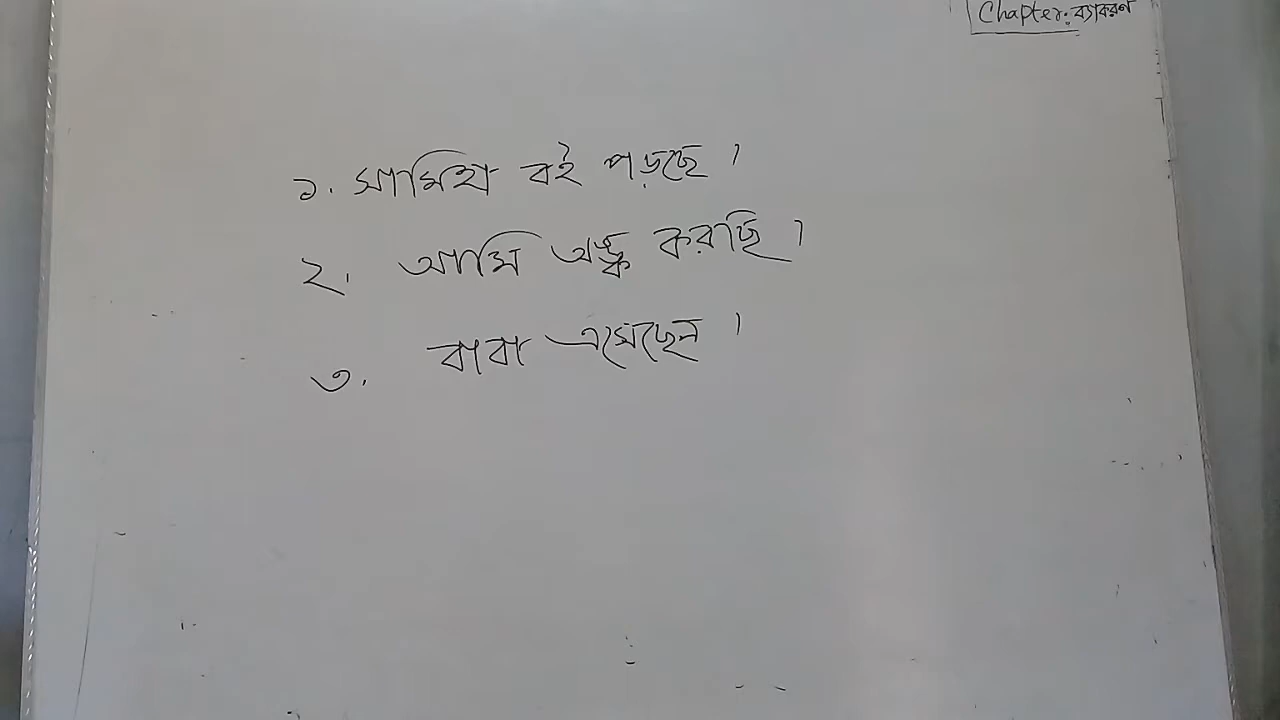 Chapter: ব্যাকরণ
১. সামিয়া বই পড়ছে।
২. আমি অঙ্ক করছি।
৩. বাবা এসেছেন।